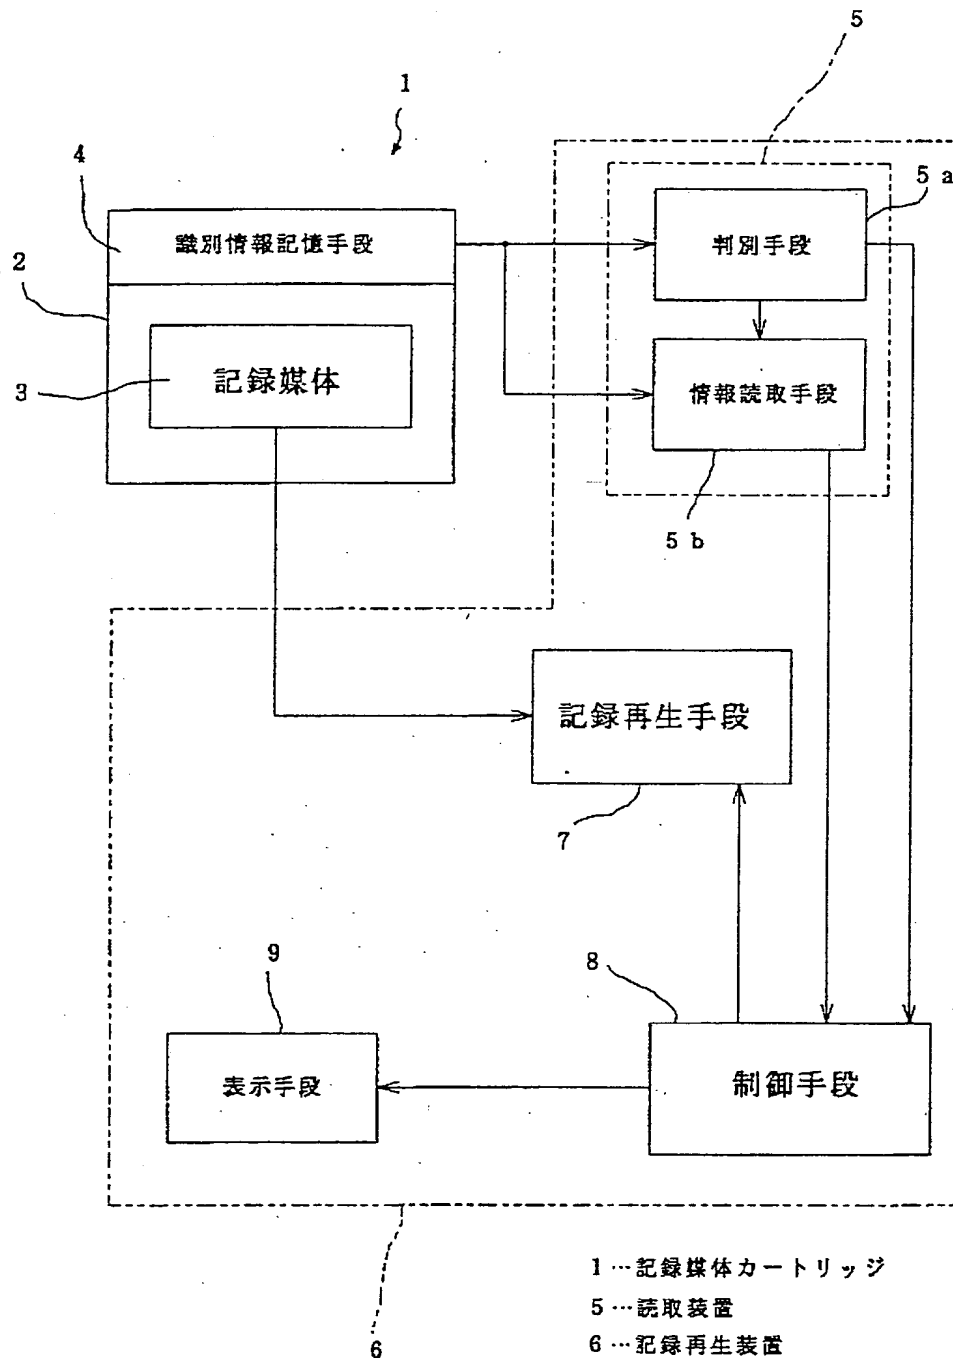 5
1
4
5 a
識別情報記憶手段
判別手段
2
3
記録媒体
情報読取手段
5 b
記録再生手段
7
9
8
表示手段
制御手段
6
1…記録媒体カートリッジ
5…読取装置
6…記録再生装置